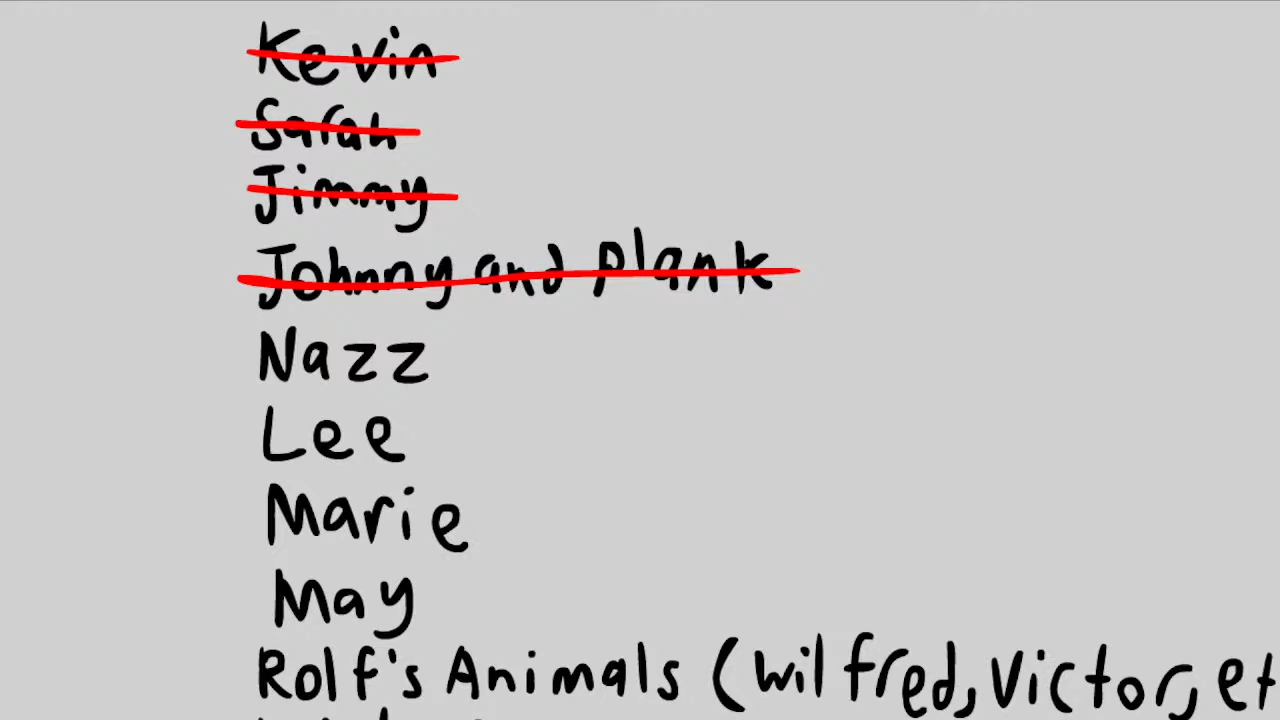 Kevin
Sarah
Jimmy
Johnny and Plank
Nazz
Lee
Marie
May
Rolf's Animals (Wilfred, Victor, et